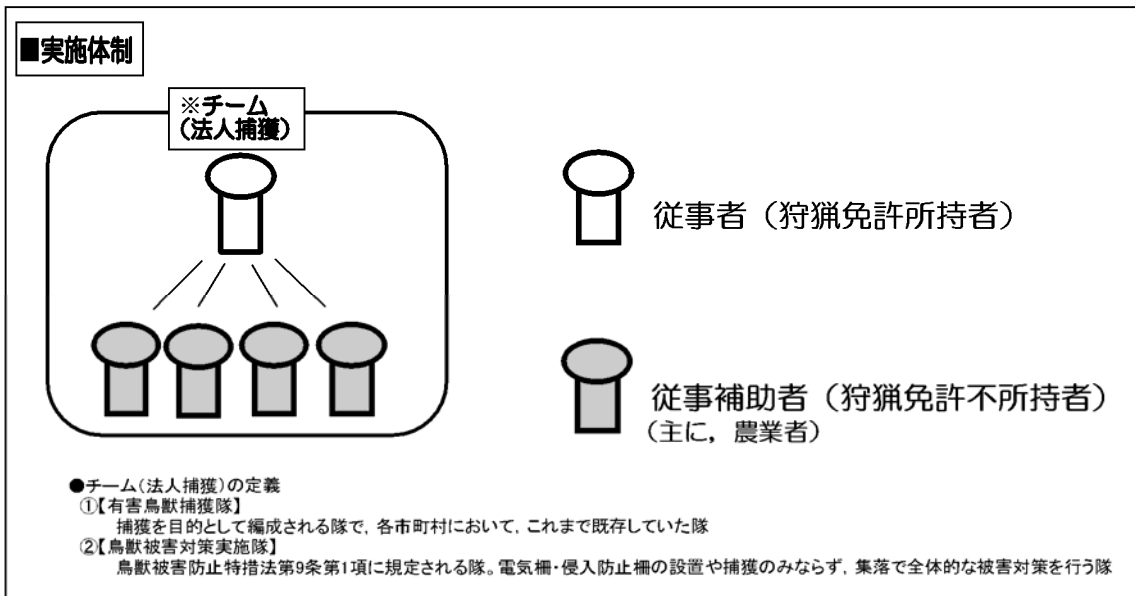 ■実施体制
※チーム
(法人捕獲)
従事者（狩猟免許所持者）
従事補助者（狩猟免許不所持者）
（主に，農業者）
●チーム(法人捕獲)の定義
①【有害鳥獣捕獲隊】
捕獲を目的として編成される隊で，各市町村において，これまで既存していた隊
②【鳥獣被害対策実施隊】
鳥獣被害防止特措法第9条第1項に規定される隊。電気柵・侵入防止柵の設置や捕獲のみならず，集落で全体的な被害対策を行う隊